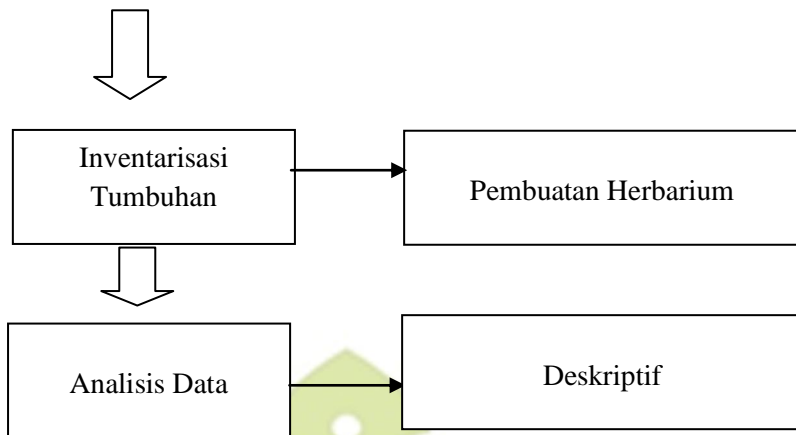 Inventarisasi
Tumbuhan
Pembuatan Herbarium
Analisis Data
Deskriptif